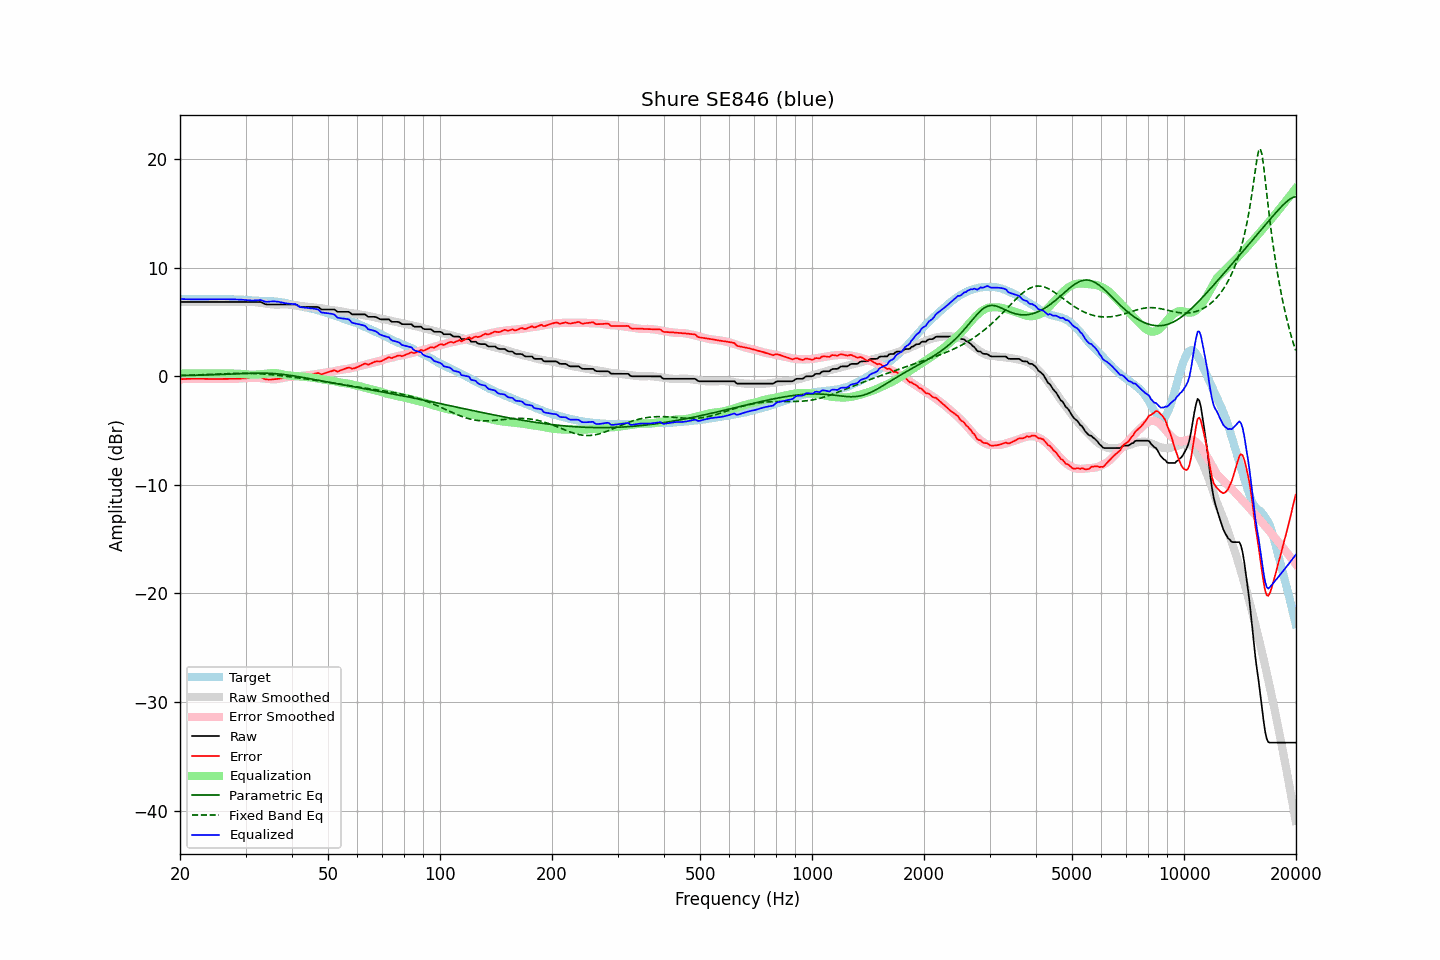 Shure SE846 (blue)
Amplitude (dBr)
20
10
0
−10
−20
−30
−40
Target
Raw Smoothed
Error Smoothed
Raw
Error
Equalization
Parametric Eq
Fixed Band Eq
Equalized
20 50 100 200 500 1000 2000 5000 10000 20000
Frequency (Hz)